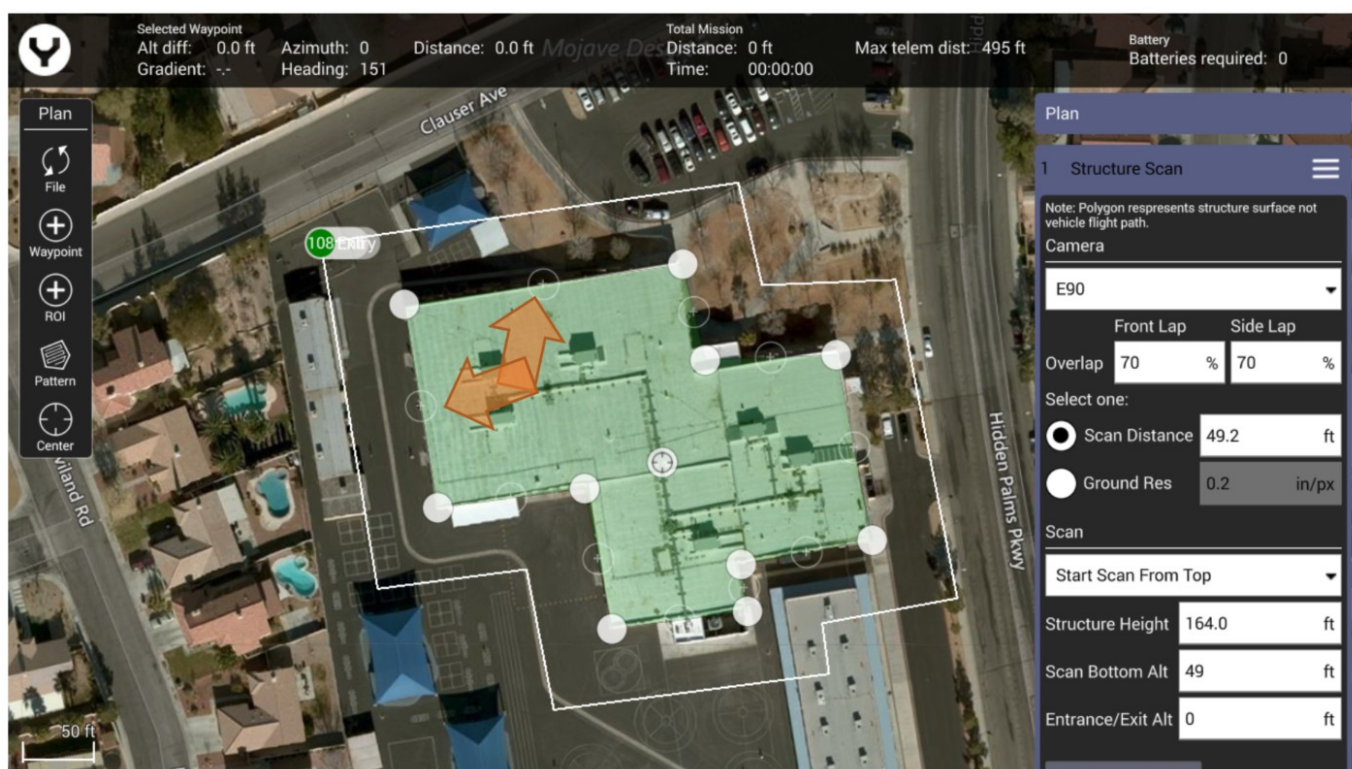 Selected Waypoint
Alt diff: 0.0 ft Azimuth: 0 Distance: 0.0 ft
Gradient: -.- Heading: 151
Mojave Des
Total Mission
Distance: 0 ft Max telem dist: 495 ft
Time: 00:00:00
Battery
Batteries required: 0
Hidd
Plan
File
Waypoint
ROI
Pattern
Center
Clauser Ave
108 Entry
Hidden Palms Pkwy
viland Rd
50 ft
Plan
1 Structure Scan
Note: Polygon respresents structure surface not
vehicle flight path.
Camera
E90
Front Lap Side Lap
Overlap 70 % 70 %
Select one:
Scan Distance 49.2 ft
Ground Res 0.2 in/px
Scan
Start Scan From Top
Structure Height 164.0 ft
Scan Bottom Alt 49 ft
Entrance/Exit Alt 0 ft